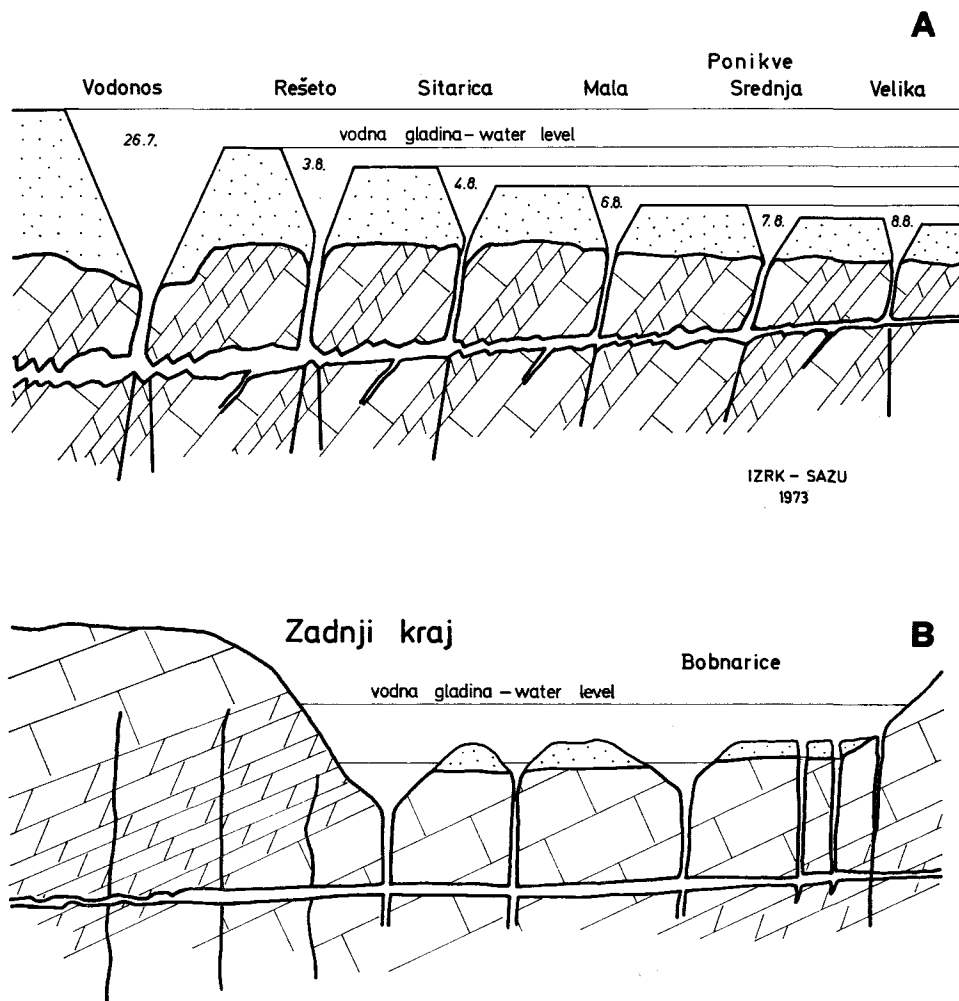 A
Ponikve
Vodonos Rešeto Sitarica Mala Srednja Velika
vodna gladina – water level
26.7.
3.8.
4.8.
6.8.
7.8.
8.8.
IZRK – SAZU
1973
B
Zadnji kraj
Bobnarice
vodna gladina – water level